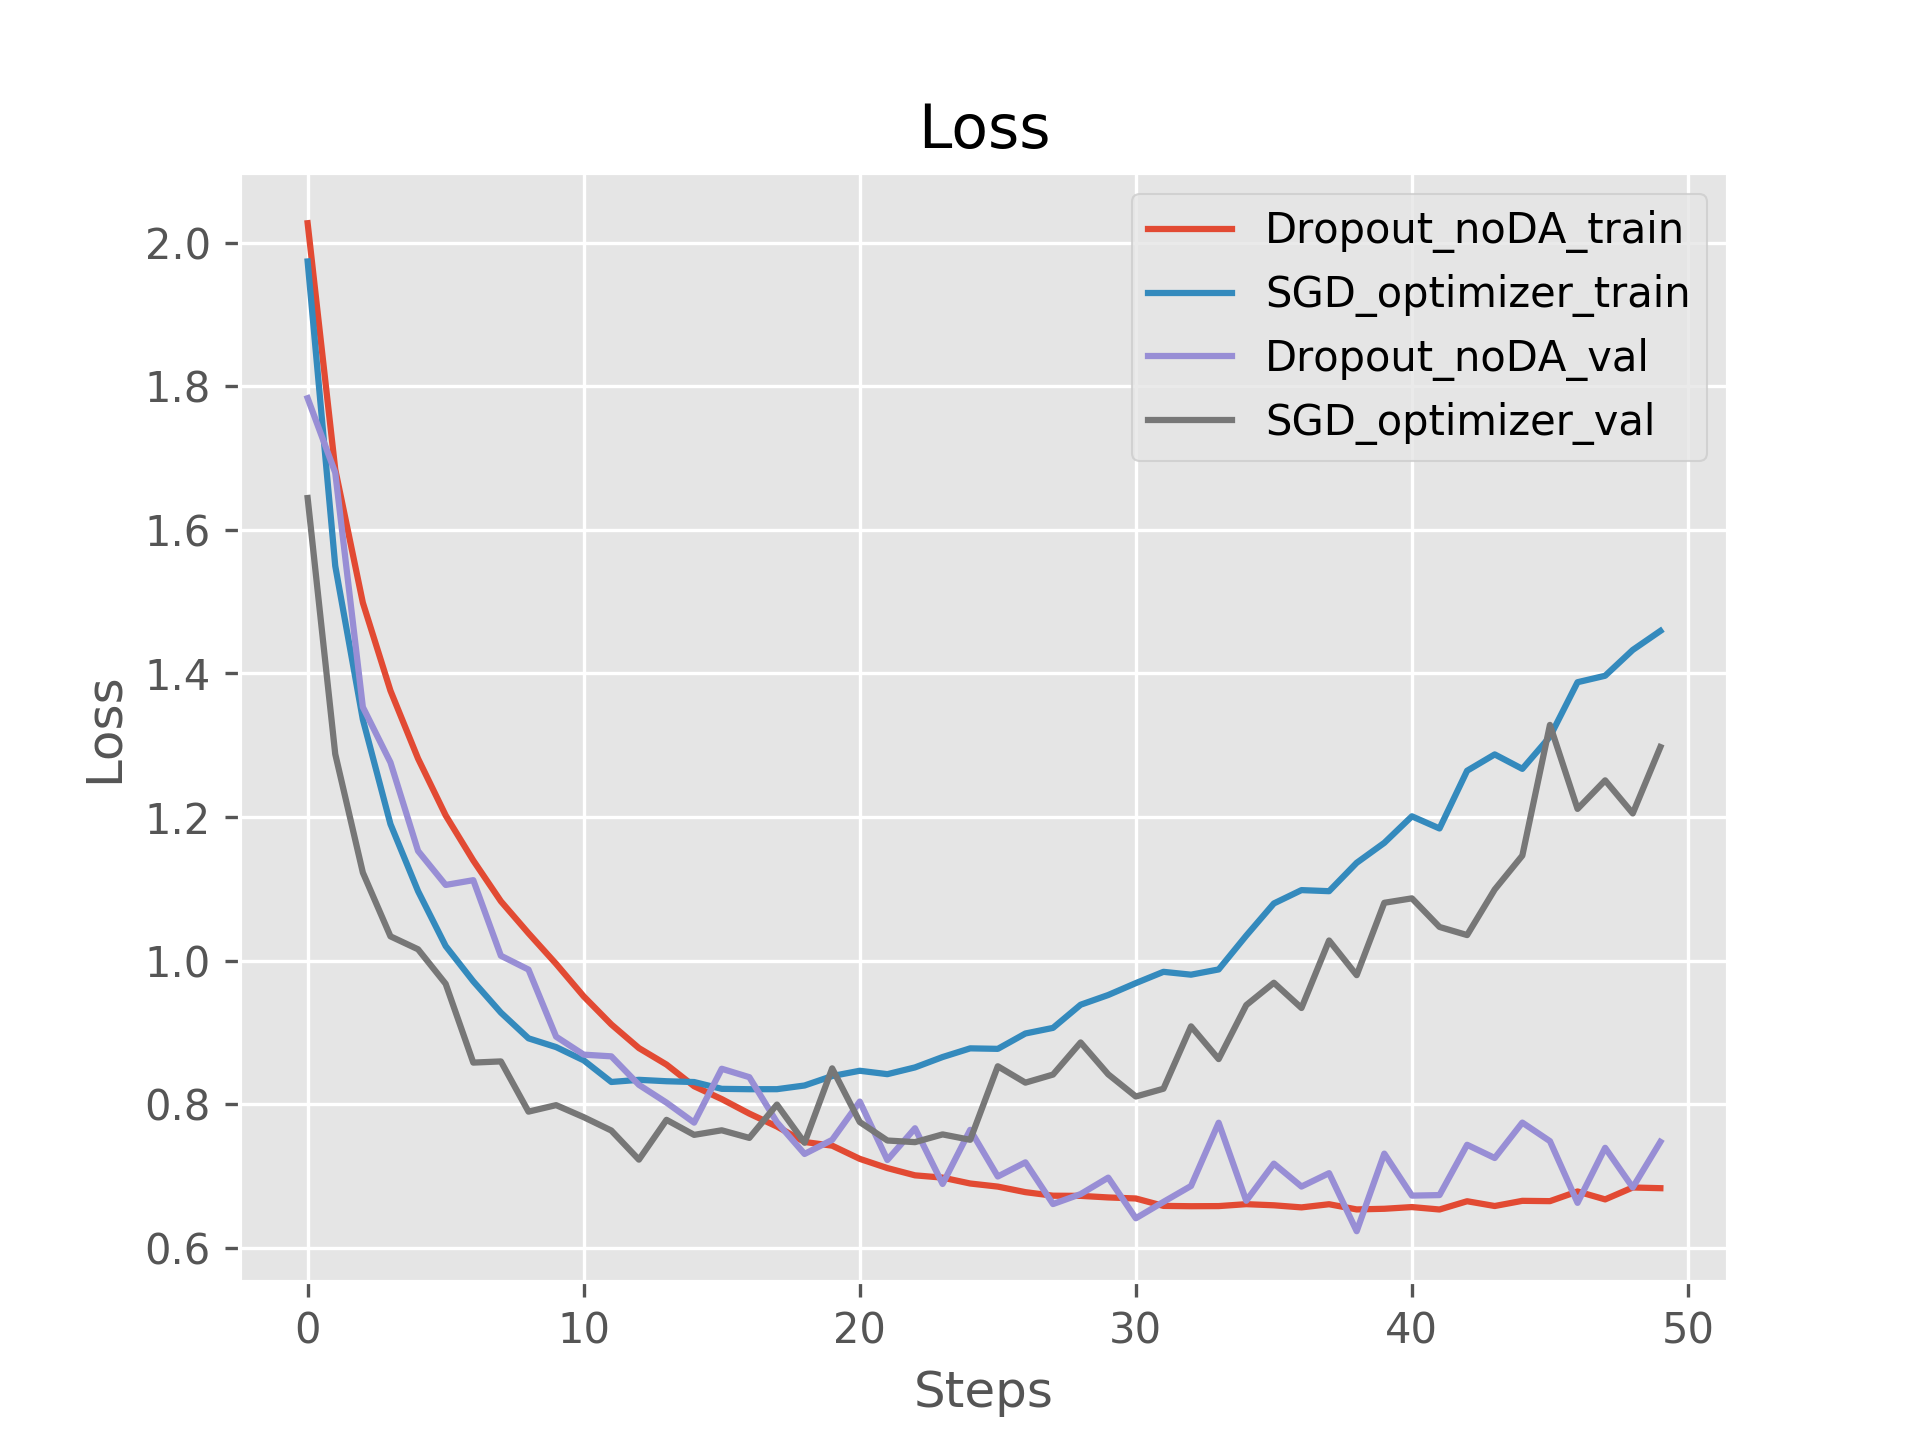 Loss
Dropout_noDA_train
SGD_optimizer_train
Dropout_noDA_val
SGD_optimizer_val
2.0
1.8
1.6
1.4
1.2
1.0
0.8
0.6
Loss
0
10
20
30
40
50
Steps